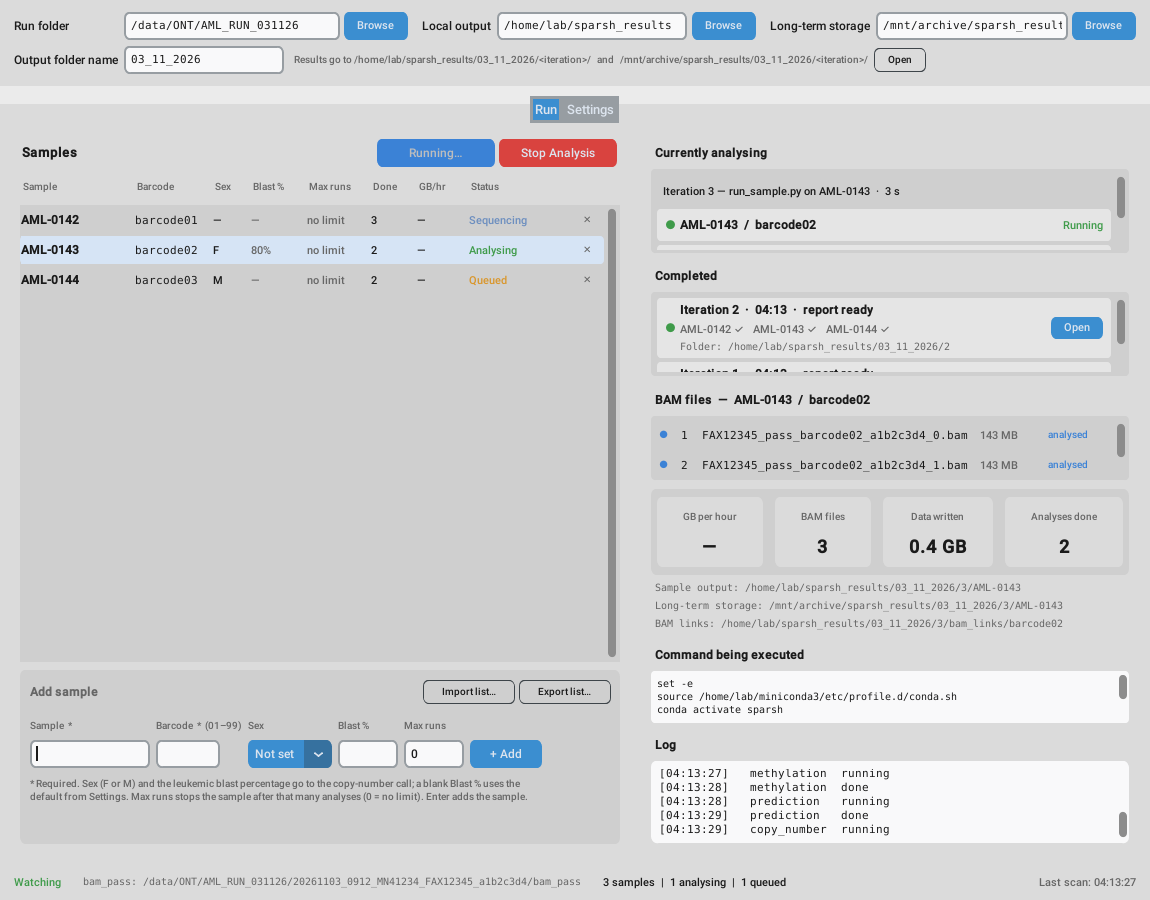 Run folder /data/ONT/AML_RUN_031126 Browse Local output /home/lab/sparsh_results Browse Long-term storage /mnt/archive/sparsh_result Browse
Output folder name 03_11_2026 Results go to /home/lab/sparsh_results/03_11_2026/<iteration>/ and /mnt/archive/sparsh_results/03_11_2026/<iteration>/ Open
Run Settings
Samples Running... Stop Analysis
Sample Barcode Sex Blast % Max runs Done GB/hr Status
AML-0142 barcode01 — — no limit 3 — Sequencing ×
AML-0143 barcode02 F 80% no limit 2 — Analysing ×
AML-0144 barcode03 M — no limit 2 — Queued ×
Add sample Import list... Export list...
Sample * Barcode * (01–99) Sex Blast % Max runs
Not set 0 + Add
* Required. Sex (F or M) and the leukemic blast percentage go to the copy-number call; a blank Blast % uses the
default from Settings. Max runs stops the sample after that many analyses (0 = no limit). Enter adds the sample.
Currently analysing
Iteration 3 — run_sample.py on AML-0143 · 3 s
AML-0143 / barcode02 Running
Completed
Iteration 2 · 04:13 · report ready
AML-0142 ✓ AML-0143 ✓ AML-0144 ✓
Folder: /home/lab/sparsh_results/03_11_2026/2
Open
Iteration 1 · 04:13 · report ready
BAM files — AML-0143 / barcode02
1 FAX12345_pass_barcode02_a1b2c3d4_0.bam 143 MB analysed
2 FAX12345_pass_barcode02_a1b2c3d4_1.bam 143 MB analysed
GB per hour BAM files Data written Analyses done
— 3 0.4 GB 2
Sample output: /home/lab/sparsh_results/03_11_2026/3/AML-0143
Long-term storage: /mnt/archive/sparsh_results/03_11_2026/3/AML-0143
BAM links: /home/lab/sparsh_results/03_11_2026/3/bam_links/barcode02
Command being executed
set -e
source /home/lab/miniconda3/etc/profile.d/conda.sh
conda activate sparsh
Log
[04:13:27] methylation running
[04:13:28] methylation done
[04:13:28] prediction running
[04:13:29] prediction done
[04:13:29] copy_number running
Watching bam_pass: /data/ONT/AML_RUN_031126/20261103_0912_MN41234_FAX12345_a1b2c3d4/bam_pass 3 samples | 1 analysing | 1 queued Last scan: 04:13:27